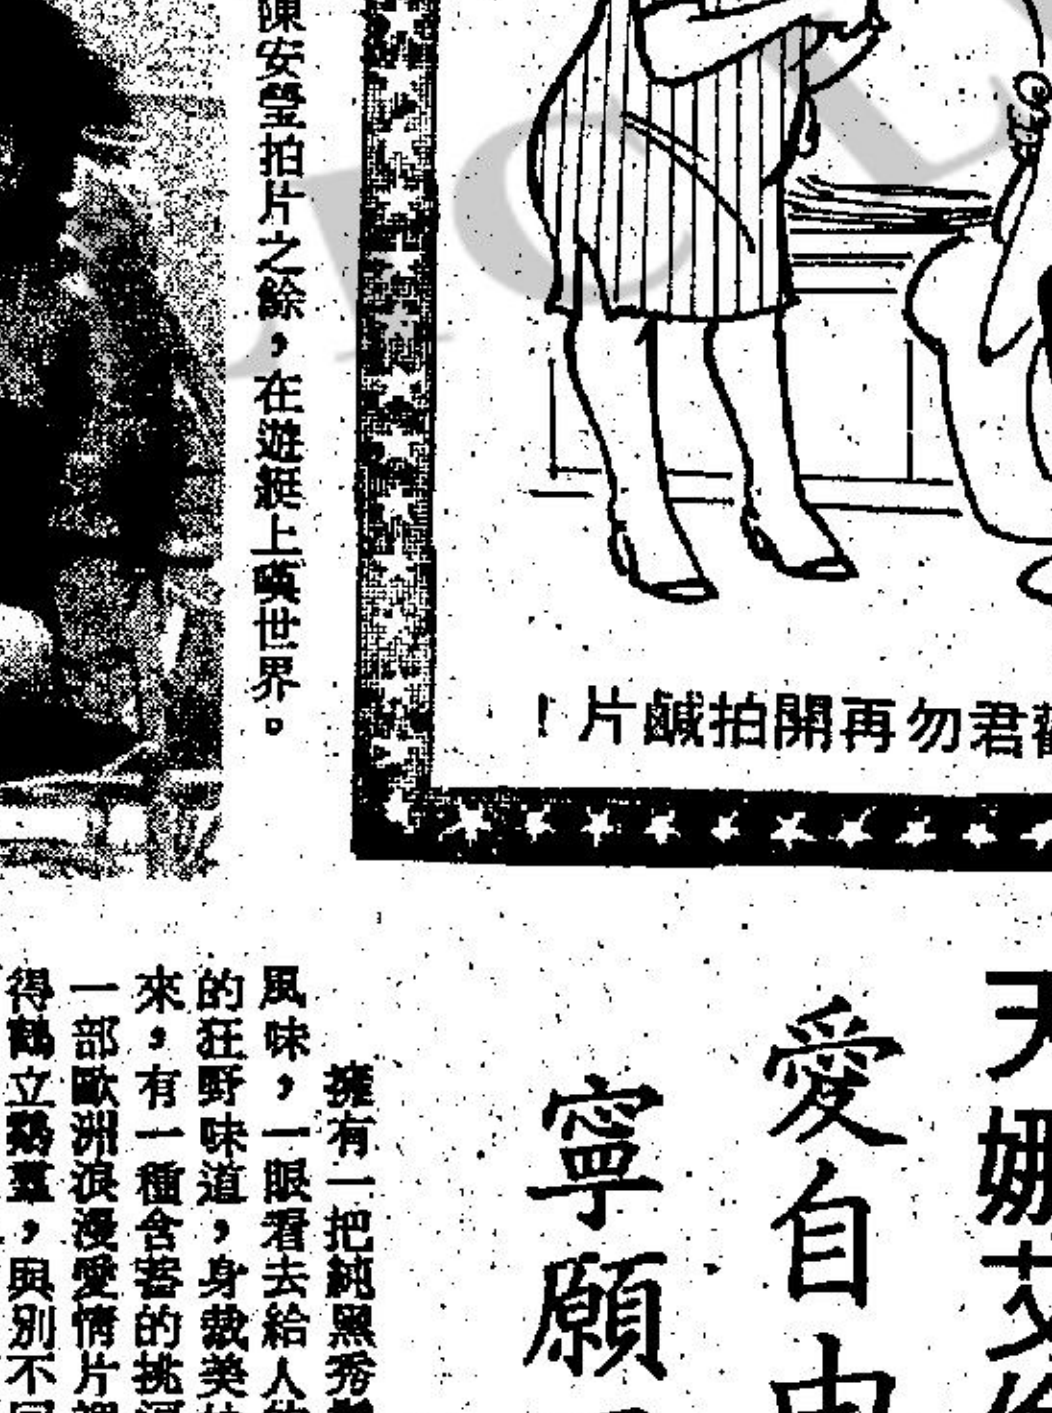 陳安瑩拍片之餘，在遊艇上嘆世界。
君勿再開拍鹹片！
天娜艾
愛自由
寧願
擁有一把純黑秀
風味，一眼看去給人
的狂野味道，身裁美
來，有一種含蓄的挑
一部歐洲浪漫愛情片
得鶴立鷄羣，與別不同